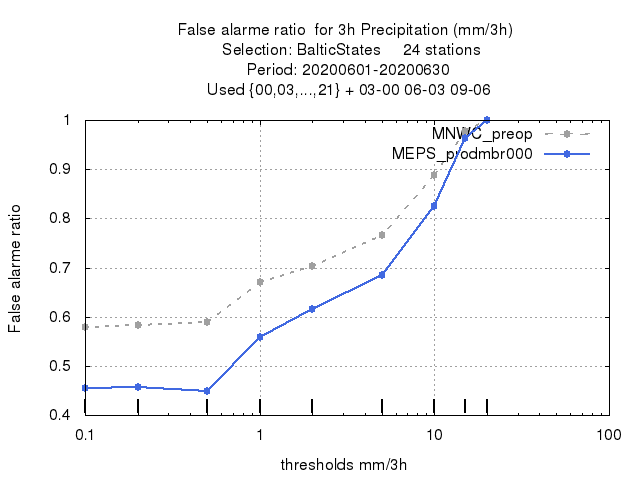 False alarme ratio  for 3h Precipitation (mm/3h)
Selection: BalticStates     24 stations
Period: 20200601-20200630
Used {00,03,...,21} + 03-00 06-03 09-06
MNWC_preop
MEPS_prodmbr000
1
0.9
0.8
0.7
0.6
0.5
0.4
False alarme ratio
0.1
1
10
100
thresholds mm/3h